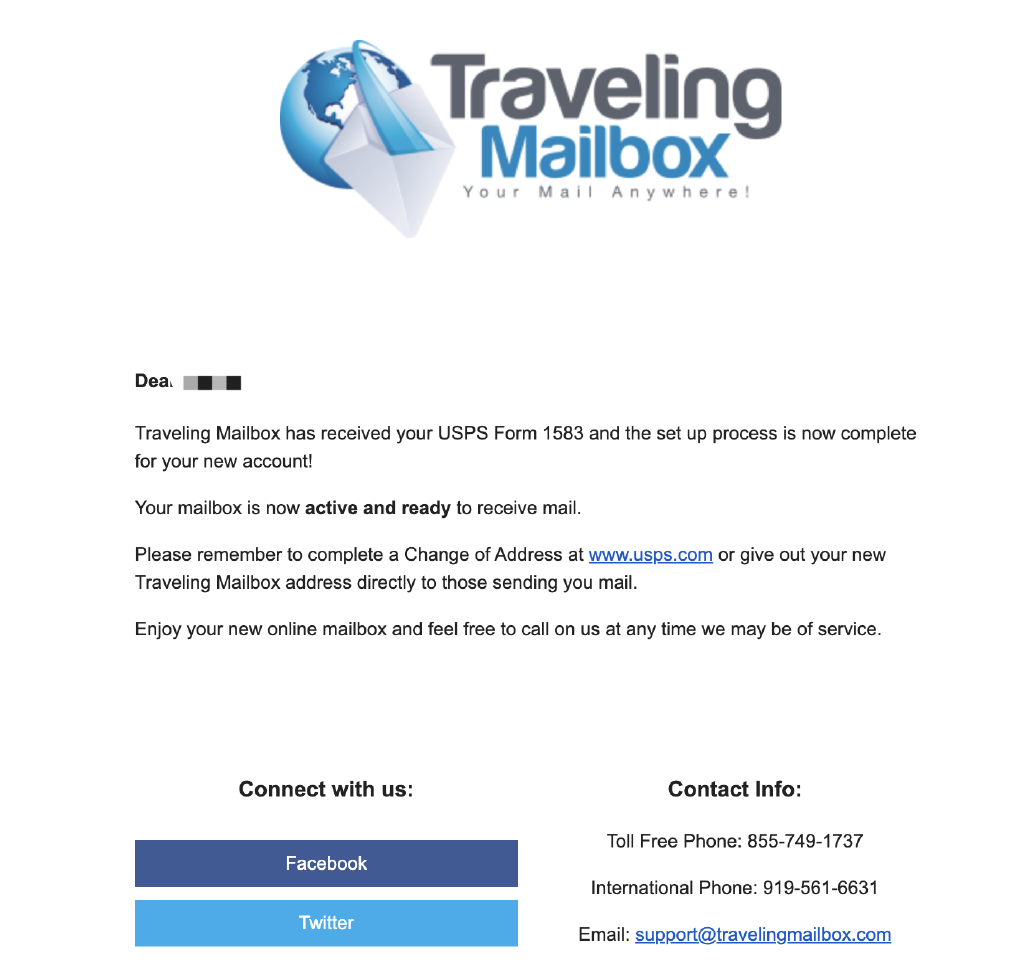 Traveling
Mailbox
Your Mail Anywhere!
Dear
Traveling Mailbox has received your USPS Form 1583 and the set up process is now complete
for your new account!
Your mailbox is now active and ready to receive mail.
Please remember to complete a Change of Address at www.usps.com or give out your new
Traveling Mailbox address directly to those sending you mail.
Enjoy your new online mailbox and feel free to call on us at any time we may be of service.
Connect with us:
Facebook
Twitter
Contact Info:
Toll Free Phone: 855-749-1737
International Phone: 919-561-6631
Email: support@travelingmailbox.com